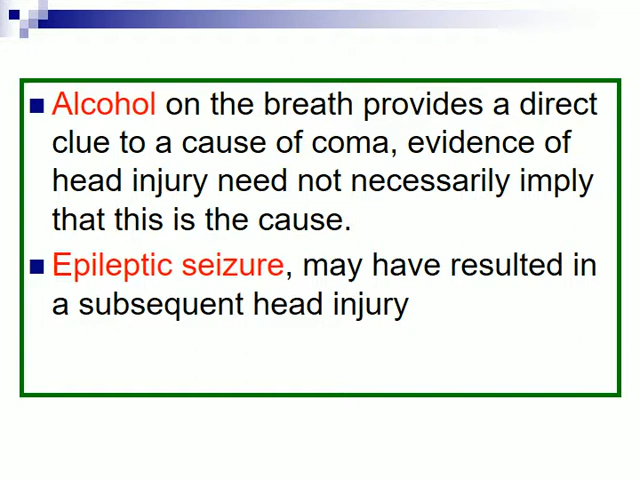 Alcohol on the breath provides a direct
clue to a cause of coma, evidence of
head injury need not necessarily imply
that this is the cause.
Epileptic seizure, may have resulted in
a subsequent head injury